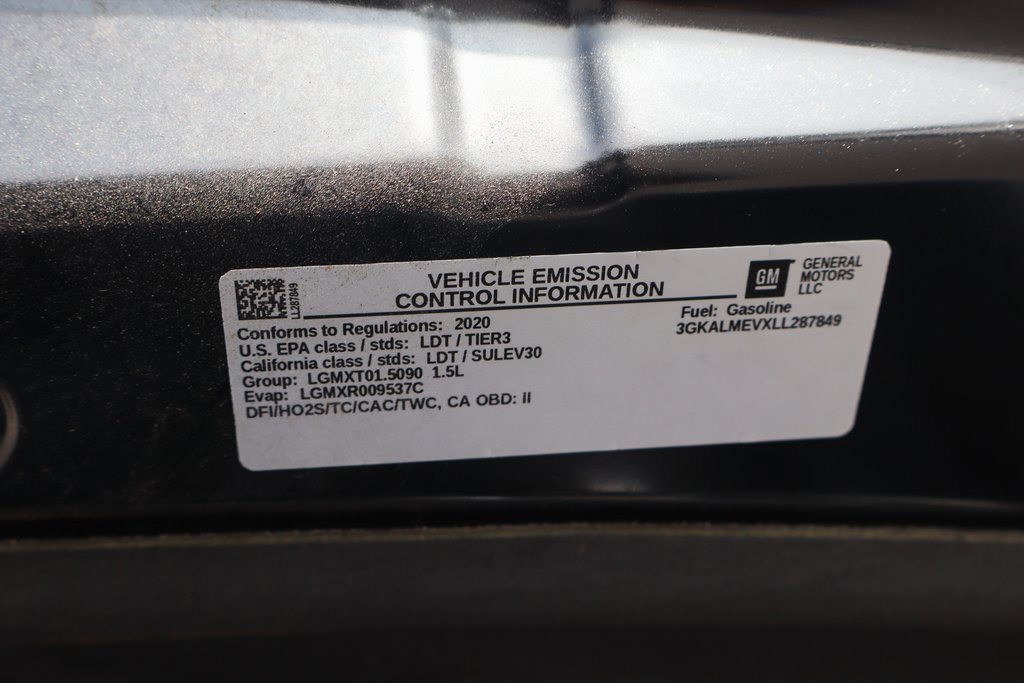 LL287849
VEHICLE EMISSION
CONTROL INFORMATION
GM
GENERAL
MOTORS
LLC
Conforms to Regulations: 2020
U.S. EPA class / stds: LDT / TIER3
California class / stds: LDT / SULEV30
Group: LGMXT01.5090 1.5L
Evap: LGMXR009537C
DFI/HO2S/TC/CAC/TWC, CA OBD: II
Fuel: Gasoline
3GKALMEVXLL287849